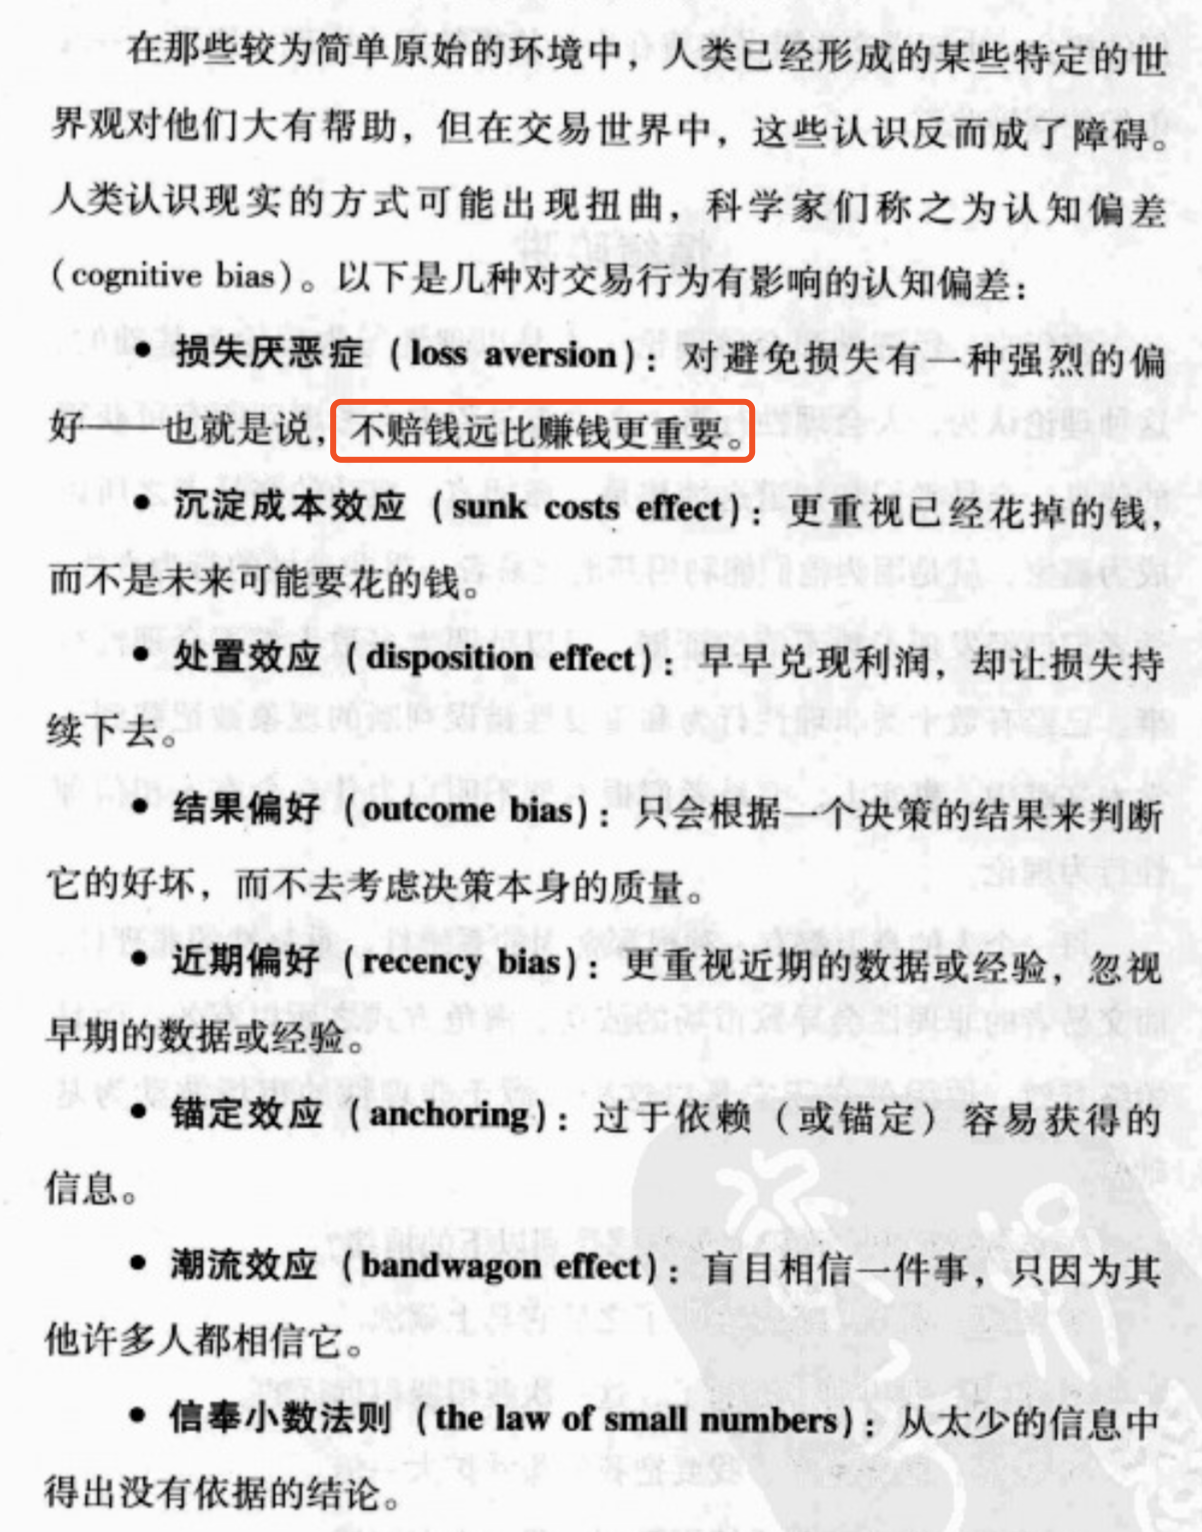 在那些较为简单原始的环境中，人类已经形成的某些特定的世
界观对他们大有帮助，但在交易世界中，这些认识反而成了障碍。
人类认识现实的方式可能出现扭曲，科学家们称之为认知偏差
（cognitive bias）。以下是几种对交易行为有影响的认知偏差：
• 损失厌恶症（loss aversion）：对避免损失有一种强烈的偏
好——也就是说，不赔钱远比赚钱更重要。
• 沉淀成本效应（sunk costs effect）：更重视已经花掉的钱，
而不是未来可能要花的钱。
• 处置效应（disposition effect）：早早兑现利润，却让损失持
续下去。
• 结果偏好（outcome bias）：只会根据一个决策的结果来判断
它的好坏，而不去考虑决策本身的质量。
• 近期偏好（recency bias）：更重视近期的数据或经验，忽视
早期的数据或经验。
• 锚定效应（anchoring）：过于依赖（或锚定）容易获得的
信息。
• 潮流效应（bandwagon effect）：盲目相信一件事，只因为其
他许多人都相信它。
• 信奉小数法则（the law of small numbers）：从太少的信息中
得出没有依据的结论。